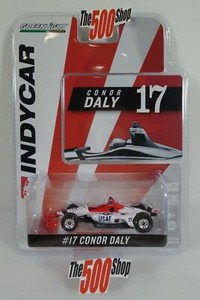 The
500 Shop
GREENLIGHT
INDYCAR
CONOR
DALY
17
USAF
#17 CONOR DALY
The
500 Shop